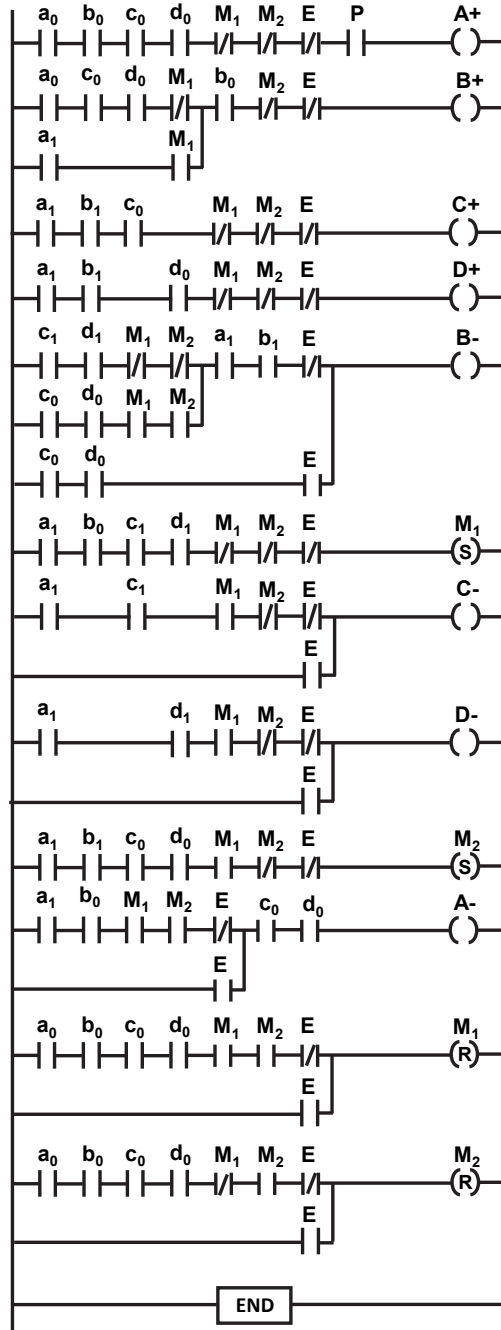 a₀ b₀ c₀ d₀ M₁ M₂ E P A+
a₀ c₀ d₀ M₁ b₀ M₂ E B+
a₁ M₁
a₁ b₁ c₀ M₁ M₂ E C+
a₁ b₁ d₀ M₁ M₂ E D+
c₁ d₁ M₁ M₂ a₁ b₁ E B-
c₀ d₀ M₁ M₂
c₀ d₀ E
a₁ b₀ c₁ d₁ M₁ M₂ E M₁
S
a₁ c₁ M₁ M₂ E C-
E
a₁ d₁ M₁ M₂ E D-
E
a₁ b₁ c₀ d₀ M₁ M₂ E M₂
S
a₁ b₀ M₁ M₂ E c₀ d₀ A-
E
a₀ b₀ c₀ d₀ M₁ M₂ E M₁
R
E
a₀ b₀ c₀ d₀ M₁ M₂ E M₂
R
E
END